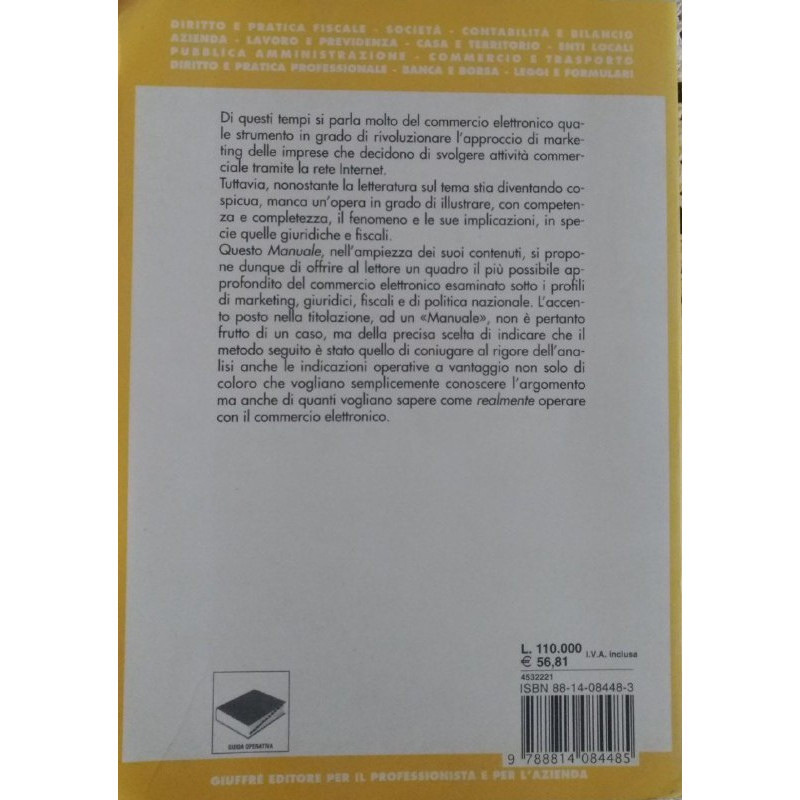 DIRITTO E PRATICA FISCALE - SOCIETÀ - CONTABILITÀ E BILANCIO
AZIENDA - LAVORO E PREVIDENZA - CASA E TERRITORIO - ENTI LOCALI
PUBBLICA AMMINISTRAZIONE - COMMERCIO E TRASPORTO
DIRITTO E PRATICA PROFESSIONALE - BANCA E BORSA - LEGGI E FORMULARI
Di questi tempi si parla molto del commercio elettronico qua-
le strumento in grado di rivoluzionare l'approccio di marke-
ting delle imprese che decidono di svolgere attività commer-
ciale tramite la rete Internet.
Tuttavia, nonostante la letteratura sul tema stia diventando co-
spicua, manca un'opera in grado di illustrare, con competen-
za e completezza, il fenomeno e le sue implicazioni, in spe-
cie quelle giuridiche e fiscali.
Questo Manuale, nell'ampiezza dei suoi contenuti, si propo-
ne dunque di offrire al lettore un quadro il più possibile ap-
profondito del commercio elettronico esaminato sotto i profili
di marketing, giuridici, fiscali e di politica nazionale. L'accen-
to posto nella titolazione, ad un «Manuale», non è pertanto
frutto di un caso, ma della precisa scelta di indicare che il
metodo seguito è stato quello di coniugare al rigore dell'ana-
lisi anche le indicazioni operative a vantaggio non solo di
coloro che vogliano semplicemente conoscere l'argomento
ma anche di quanti vogliano sapere come realmente operare
con il commercio elettronico.
L. 110.000
€ 56,81 I.V.A. inclusa
4532221
ISBN 88-14-08448-3
9 788814 084485
GUIDA OPERATIVA
GIUFFRÈ EDITORE PER IL PROFESSIONISTA E PER L'AZIENDA